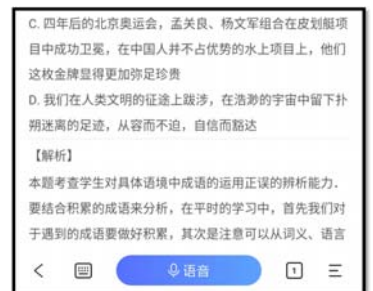 C. 四年后的北京奥运会，孟关良、杨文军组合在皮划艇项
目中成功卫冕，在中国人并不占优势的水上项目上，他们
这枚金牌显得更加弥足珍贵
D. 我们在人类文明的征途上跋涉，在浩渺的宇宙中留下扑
朔迷离的足迹，从容而不迫，自信而豁达
【解析】
本题考查学生对具体语境中成语的运用正误的辨析能力．
要结合积累的成语来分析，在平时的学习中，首先我们对
于遇到的成语要做好积累，其次是注意可以从词义、语言
语音
1